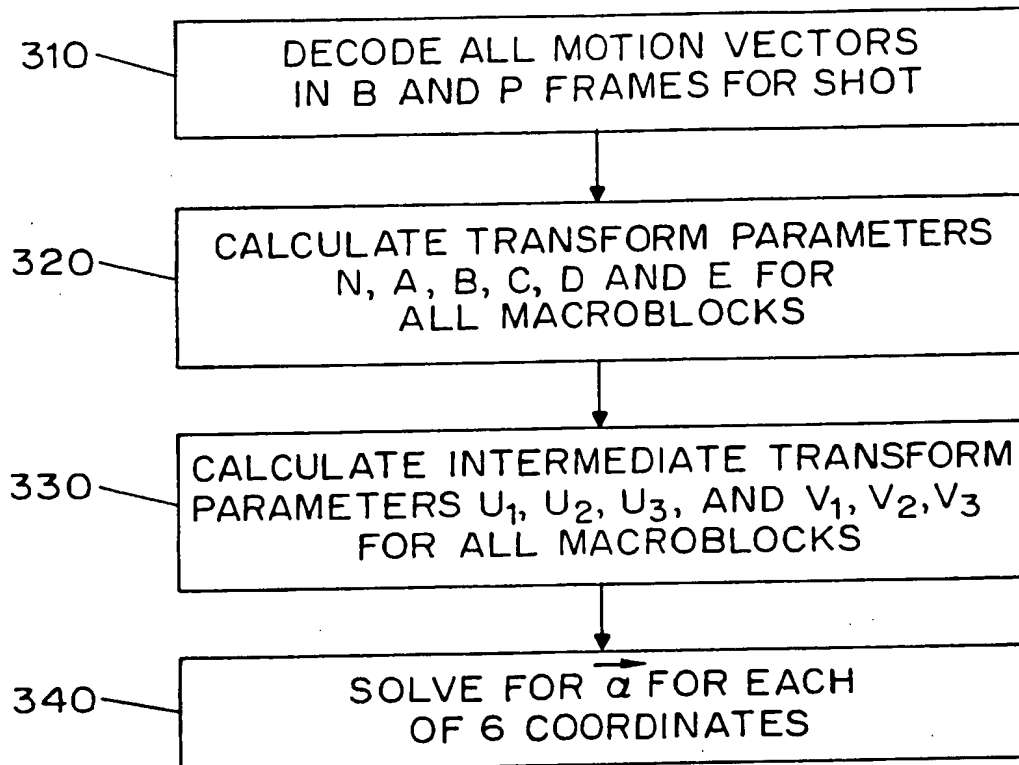 310
DECODE ALL MOTION VECTORS
IN B AND P FRAMES FOR SHOT
320
CALCULATE TRANSFORM PARAMETERS
N, A, B, C, D AND E FOR
ALL MACROBLOCKS
330
CALCULATE INTERMEDIATE TRANSFORM
PARAMETERS U₁, U₂, U₃, AND V₁, V₂, V₃
FOR ALL MACROBLOCKS
340
SOLVE FOR α⃗ FOR EACH
OF 6 COORDINATES